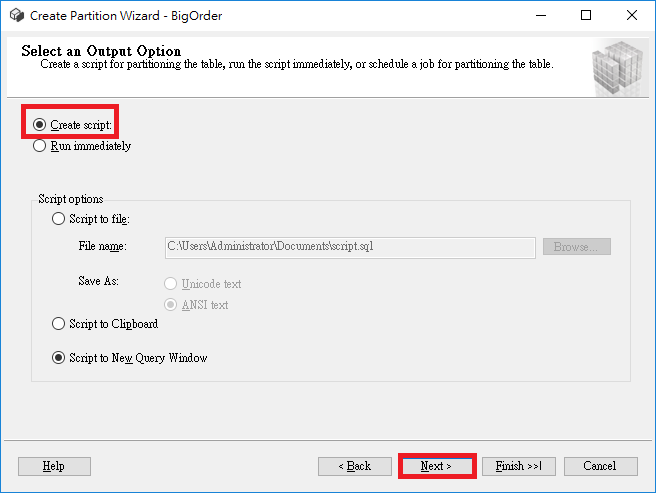 Create Partition Wizard - BigOrder
Select an Output Option
Create a script for partitioning the table, run the script immediately, or schedule a job for partitioning the table.
Create script:
Run immediately
Script options
Script to file:
File name:
C:\Users\Administrator\Documents\script.sql
Browse...
Save As:
Unicode text
ANSI text
Script to Clipboard
Script to New Query Window
Help
< Back
Next >
Finish >>|
Cancel